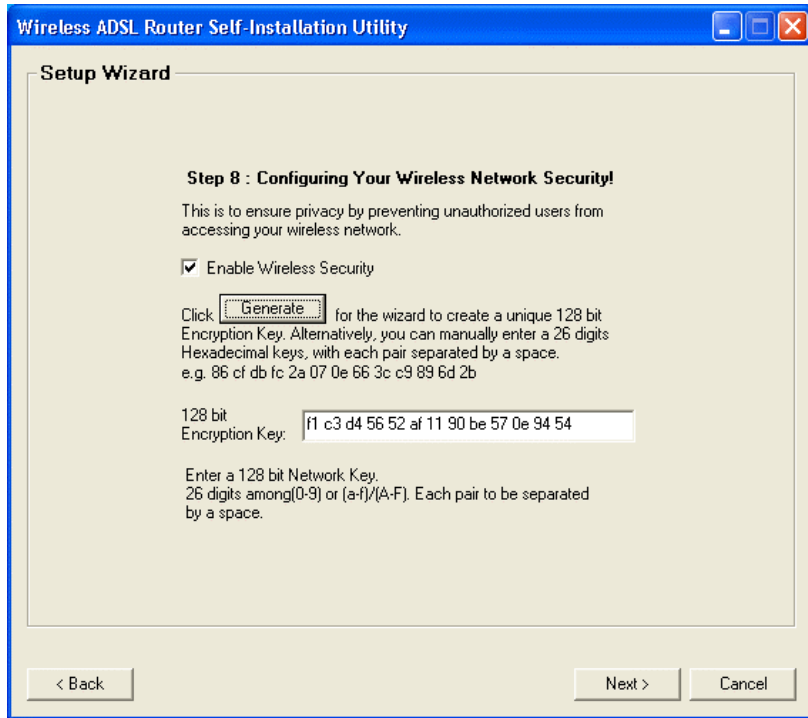 Wireless ADSL Router Self-Installation Utility
Setup Wizard
Step 8 : Configuring Your Wireless Network Security!
This is to ensure privacy by preventing unauthorized users from
accessing your wireless network.
Enable Wireless Security
Click Generate for the wizard to create a unique 128 bit
Encryption Key. Alternatively, you can manually enter a 26 digits
Hexadecimal keys, with each pair separated by a space.
e.g. 86 cf db fc 2a 07 0e 66 3c c9 89 6d 2b
128 bit
Encryption Key: f1 c3 d4 56 52 af 11 90 be 57 0e 94 54
Enter a 128 bit Network Key.
26 digits among(0-9) or (a-f)/(A-F). Each pair to be separated
by a space.
< Back Next > Cancel